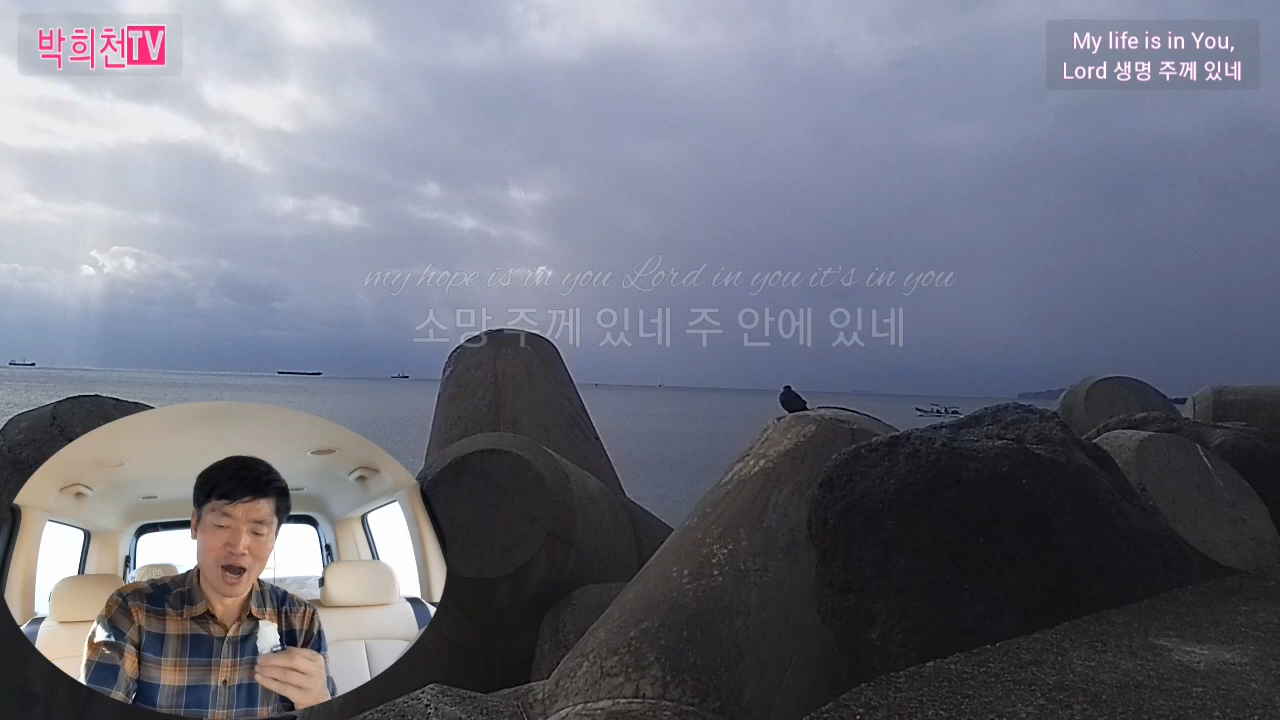 박희천TV
My life is in You,
Lord 생명 주께 있네
my hope is in you Lord in you it's in you
소망 주께 있네 주 안에 있네